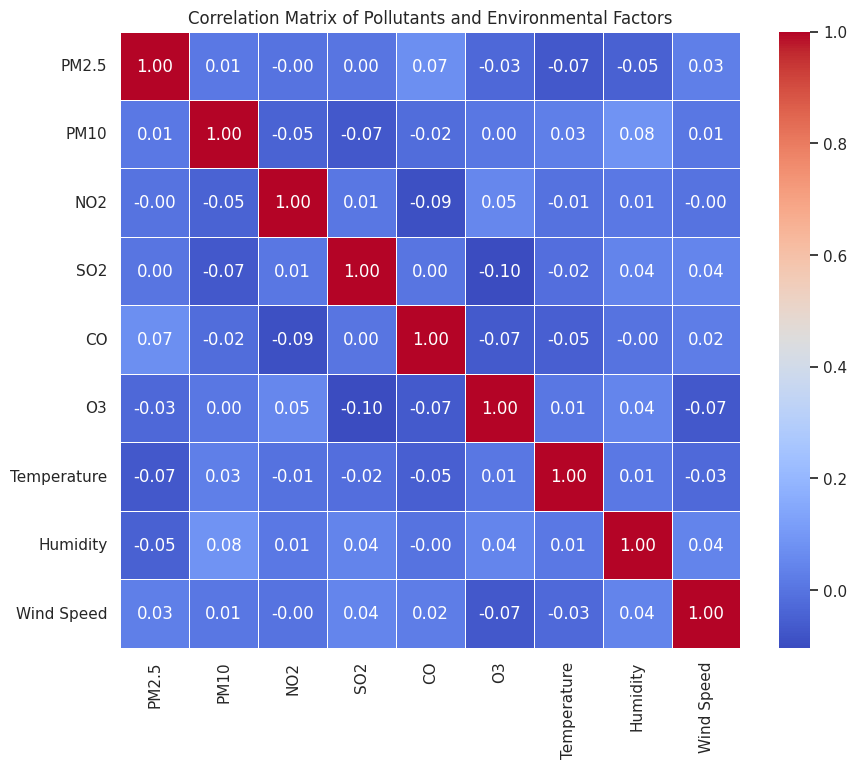 Correlation Matrix of Pollutants and Environmental Factors
PM2.5 1.00 0.01 -0.00 0.00 0.07 -0.03 -0.07 -0.05 0.03
PM10 0.01 1.00 -0.05 -0.07 -0.02 0.00 0.03 0.08 0.01
NO2 -0.00 -0.05 1.00 0.01 -0.09 0.05 -0.01 0.01 -0.00
SO2 0.00 -0.07 0.01 1.00 0.00 -0.10 -0.02 0.04 0.04
CO 0.07 -0.02 -0.09 0.00 1.00 -0.07 -0.05 -0.00 0.02
O3 -0.03 0.00 0.05 -0.10 -0.07 1.00 0.01 0.04 -0.07
Temperature -0.07 0.03 -0.01 -0.02 -0.05 0.01 1.00 0.01 -0.03
Humidity -0.05 0.08 0.01 0.04 -0.00 0.04 0.01 1.00 0.04
Wind Speed 0.03 0.01 -0.00 0.04 0.02 -0.07 -0.03 0.04 1.00
PM2.5 PM10 NO2 SO2 CO O3 Temperature Humidity Wind Speed
1.0
0.8
0.6
0.4
0.2
0.0